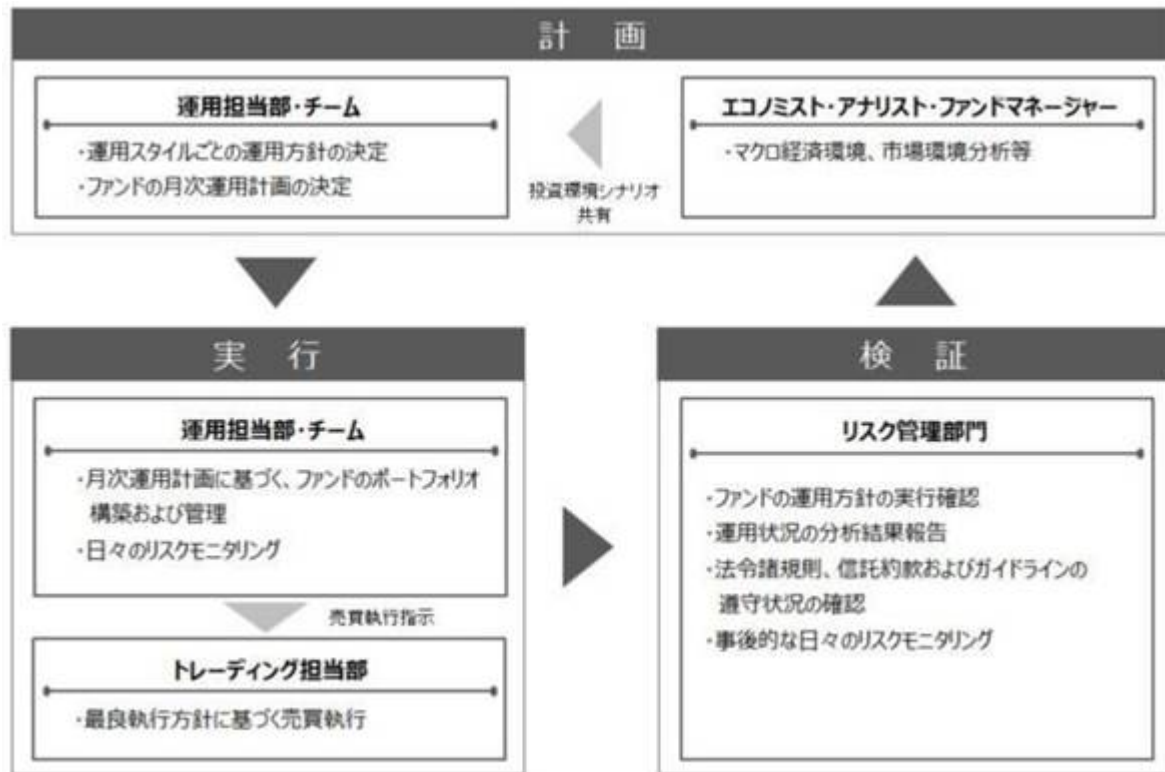 計 画
運用担当部・チーム
・運用スタイルごとの運用方針の決定
・ファンドの月次運用計画の決定
投資環境シナリオ
共有
エコノミスト・アナリスト・ファンドマネージャー
・マクロ経済環境、市場環境分析等
実 行
運用担当部・チーム
・月次運用計画に基づく、ファンドのポートフォリオ
構築および管理
・日々のリスクモニタリング
売買執行指示
トレーディング担当部
・最良執行方針に基づく売買執行
検 証
リスク管理部門
・ファンドの運用方針の実行確認
・運用状況の分析結果報告
・法令諸規則、信託約款およびガイドラインの
遵守状況の確認
・事後的な日々のリスクモニタリング